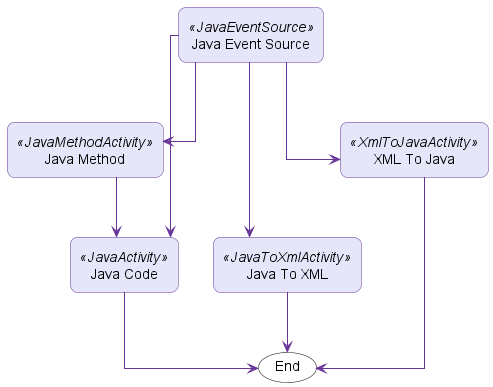 «JavaEventSource»
Java Event Source
«JavaMethodActivity»
Java Method
«XmlToJavaActivity»
XML To Java
«JavaActivity»
Java Code
«JavaToXmlActivity»
Java To XML
End